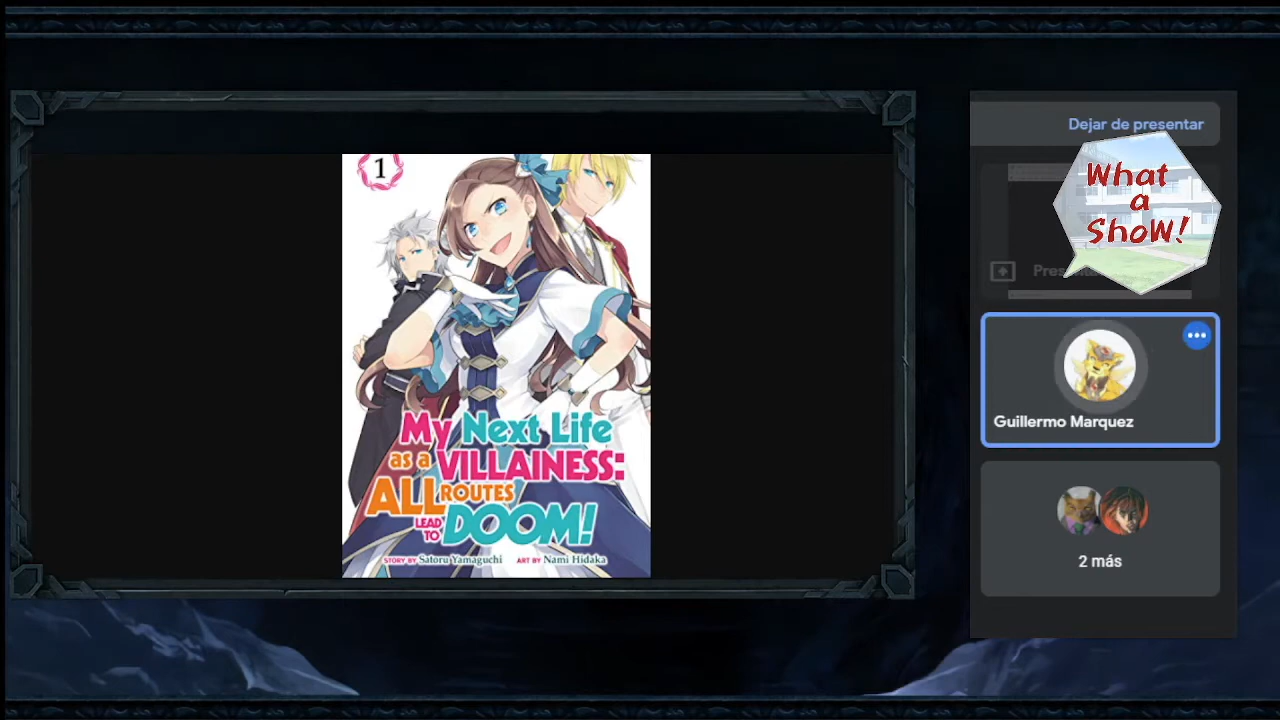 1
My Next Life
as a VILLAINESS:
ALL ROUTES
LEAD TO DOOM!
STORY BY Satoru Yamaguchi ART BY Nami Hidaka
Dejar de presentar
What
a
ShoW!
Guillermo Marquez
2 más